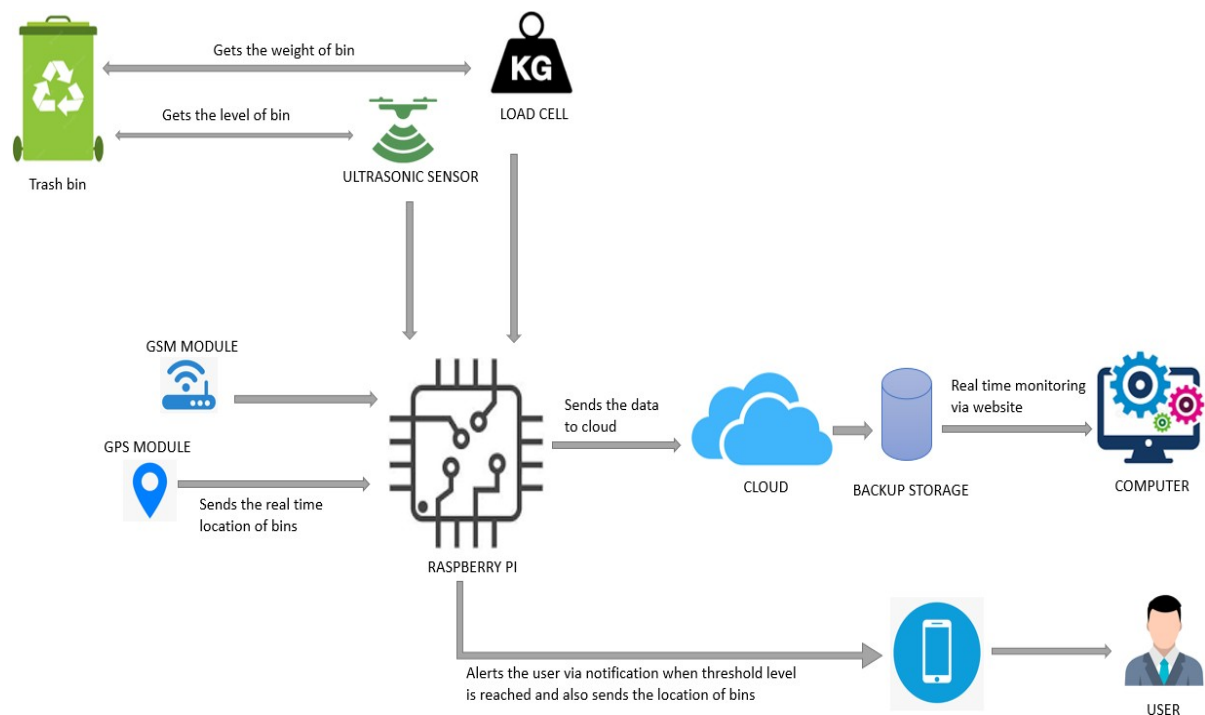 Gets the weight of bin
KG
Gets the level of bin
LOAD CELL
Trash bin
ULTRASONIC SENSOR
GSM MODULE
GPS MODULE
Sends the real time
location of bins
RASPBERRY PI
Sends the data
to cloud
CLOUD
BACKUP STORAGE
Real time monitoring
via website
COMPUTER
Alerts the user via notification when threshold level
is reached and also sends the location of bins
USER